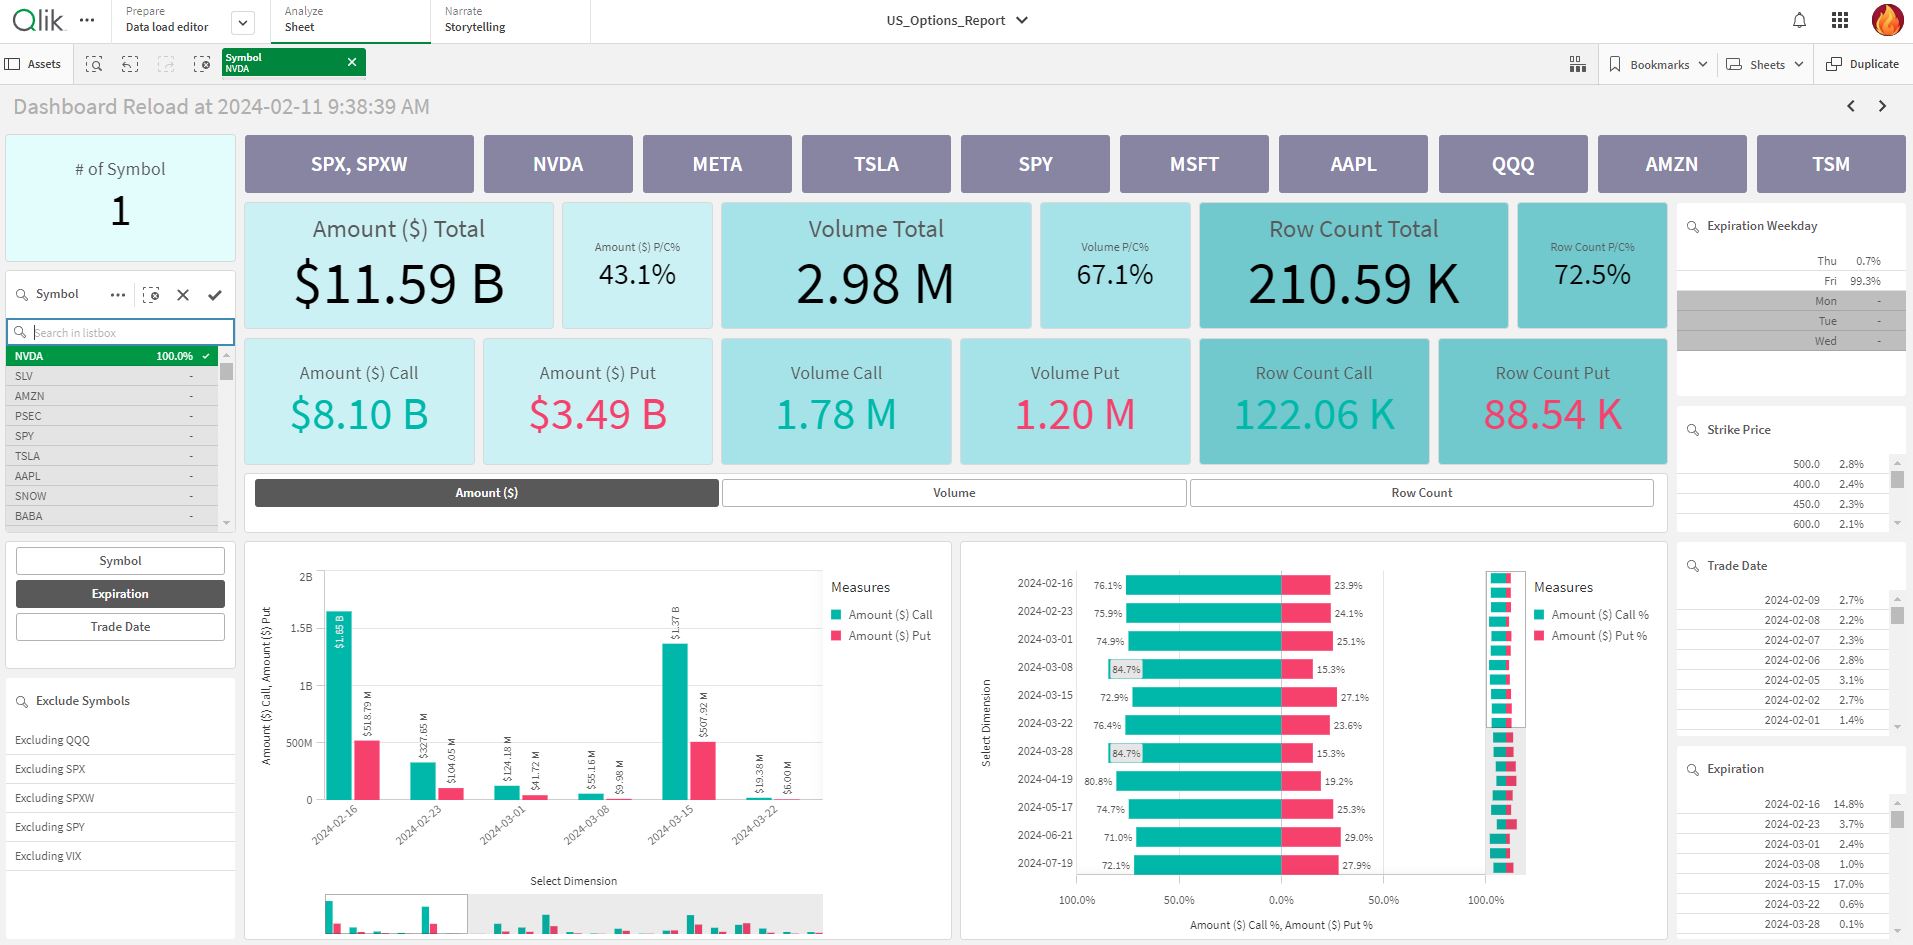 Qlik
Prepare
Data load editor
Analyze
Sheet
Narrate
Storytelling
US_Options_Report
Assets
Symbol
NVDA
Bookmarks
Sheets
Duplicate
Dashboard Reload at 2024-02-11 9:38:39 AM
# of Symbol
1
SPX, SPXW
NVDA
META
TSLA
SPY
MSFT
AAPL
QQQ
AMZN
TSM
Amount ($) Total
$11.59 B
Amount ($) P/C%
43.1%
Volume Total
2.98 M
Volume P/C%
67.1%
Row Count Total
210.59 K
Row Count P/C%
72.5%
Amount ($) Call
$8.10 B
Amount ($) Put
$3.49 B
Volume Call
1.78 M
Volume Put
1.20 M
Row Count Call
122.06 K
Row Count Put
88.54 K
Symbol
Search in listbox
NVDA 100.0%
SLV -
AMZN -
PSEC -
SPY -
TSLA -
AAPL -
SNOW -
BABA -
Symbol
Expiration
Trade Date
Exclude Symbols
Excluding QQQ
Excluding SPX
Excluding SPXW
Excluding SPY
Excluding VIX
Amount ($)
Volume
Row Count
Amount ($) Call, Amount ($) Put
2B
1.5B
1B
500M
0
$1.65 B
$518.79 M
$327.65 M
$104.05 M
$124.18 M
$41.72 M
$55.16 M
$9.98 M
$1.37 B
$507.92 M
$19.38 M
$6.00 M
2024-02-16
2024-02-23
2024-03-01
2024-03-08
2024-03-15
2024-03-22
Select Dimension
Measures
Amount ($) Call
Amount ($) Put
Select Dimension
2024-02-16 76.1% 23.9%
2024-02-23 75.9% 24.1%
2024-03-01 74.9% 25.1%
2024-03-08 84.7% 15.3%
2024-03-15 72.9% 27.1%
2024-03-22 76.4% 23.6%
2024-03-28 84.7% 15.3%
2024-04-19 80.8% 19.2%
2024-05-17 74.7% 25.3%
2024-06-21 71.0% 29.0%
2024-07-19 72.1% 27.9%
100.0% 50.0% 0.0% 50.0% 100.0%
Amount ($) Call %, Amount ($) Put %
Measures
Amount ($) Call %
Amount ($) Put %
Expiration Weekday
Thu 0.7%
Fri 99.3%
Mon -
Tue -
Wed -
Strike Price
500.0 2.8%
400.0 2.4%
450.0 2.3%
600.0 2.1%
Trade Date
2024-02-09 2.7%
2024-02-08 2.2%
2024-02-07 2.3%
2024-02-06 2.8%
2024-02-05 3.1%
2024-02-02 2.7%
2024-02-01 1.4%
Expiration
2024-02-16 14.8%
2024-02-23 3.7%
2024-03-01 2.4%
2024-03-08 1.0%
2024-03-15 17.0%
2024-03-22 0.6%
2024-03-28 0.1%